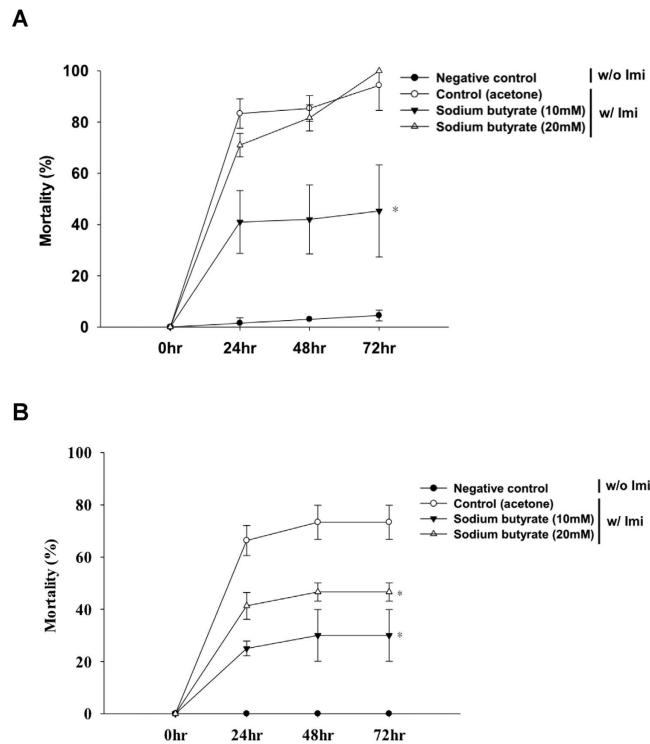 A
100
80
60
40
20
0
Mortality (%)
0hr 24hr 48hr 72hr
*
Negative control
Control (acetone)
Sodium butyrate (10mM)
Sodium butyrate (20mM)
w/o Imi
w/ Imi
B
100
80
60
40
20
0
Mortality (%)
0hr 24hr 48hr 72hr
*
*
Negative control
Control (acetone)
Sodium butyrate (10mM)
Sodium butyrate (20mM)
w/o Imi
w/ Imi